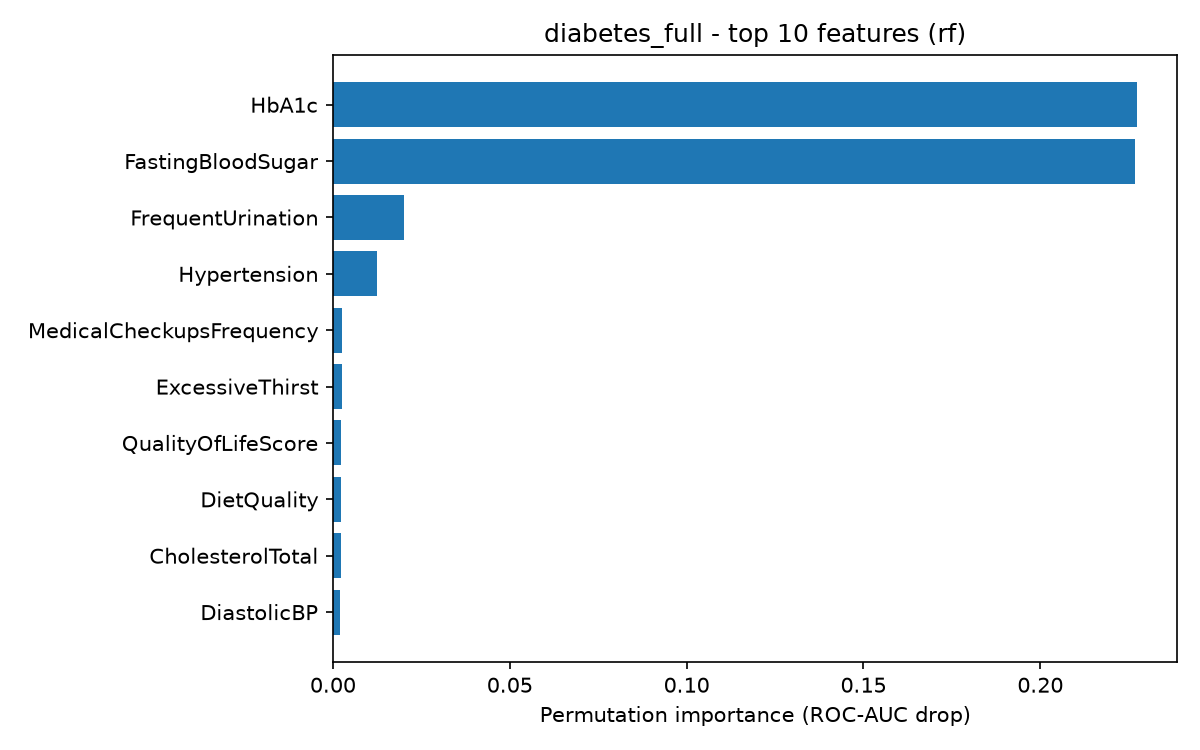 diabetes_full - top 10 features (rf)
HbA1c
FastingBloodSugar
FrequentUrination
Hypertension
MedicalCheckupsFrequency
ExcessiveThirst
QualityOfLifeScore
DietQuality
CholesterolTotal
DiastolicBP
0.00 0.05 0.10 0.15 0.20
Permutation importance (ROC-AUC drop)